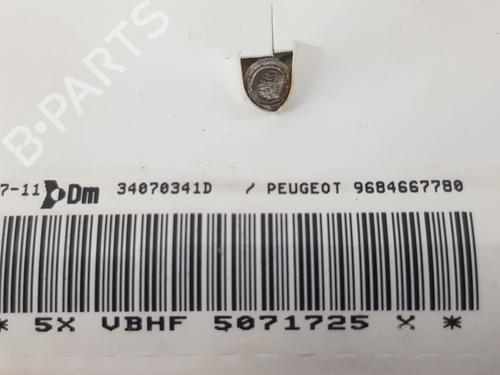 B-PARTS
7-11 Dm 34070341D / PEUGEOT 9684667780
* 5X VBHF 5071725 X *